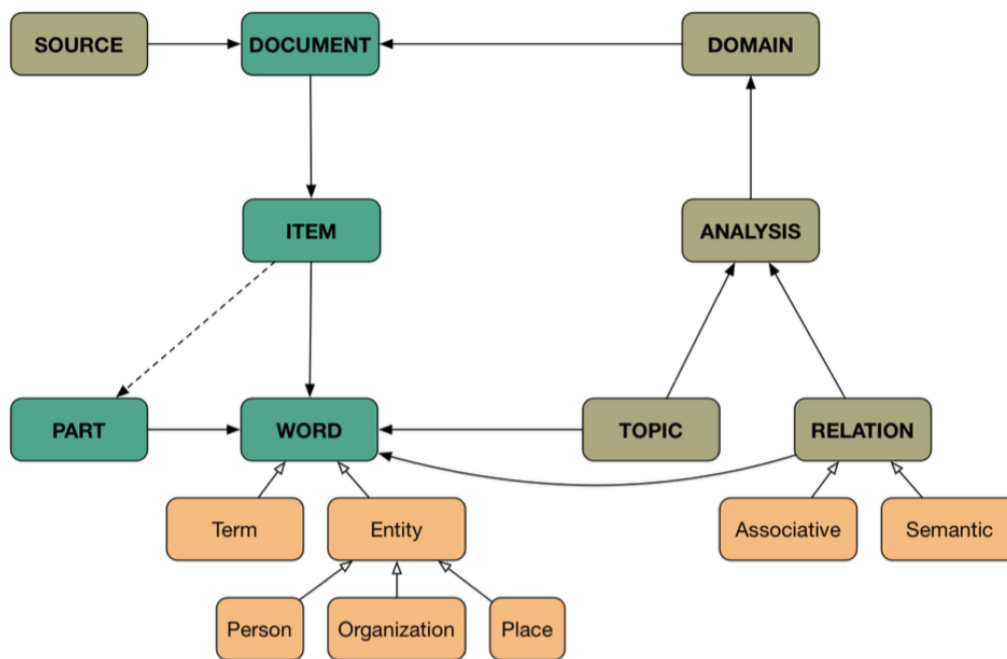 SOURCE
DOCUMENT
DOMAIN
ITEM
ANALYSIS
PART
WORD
TOPIC
RELATION
Term
Entity
Associative
Semantic
Person
Organization
Place